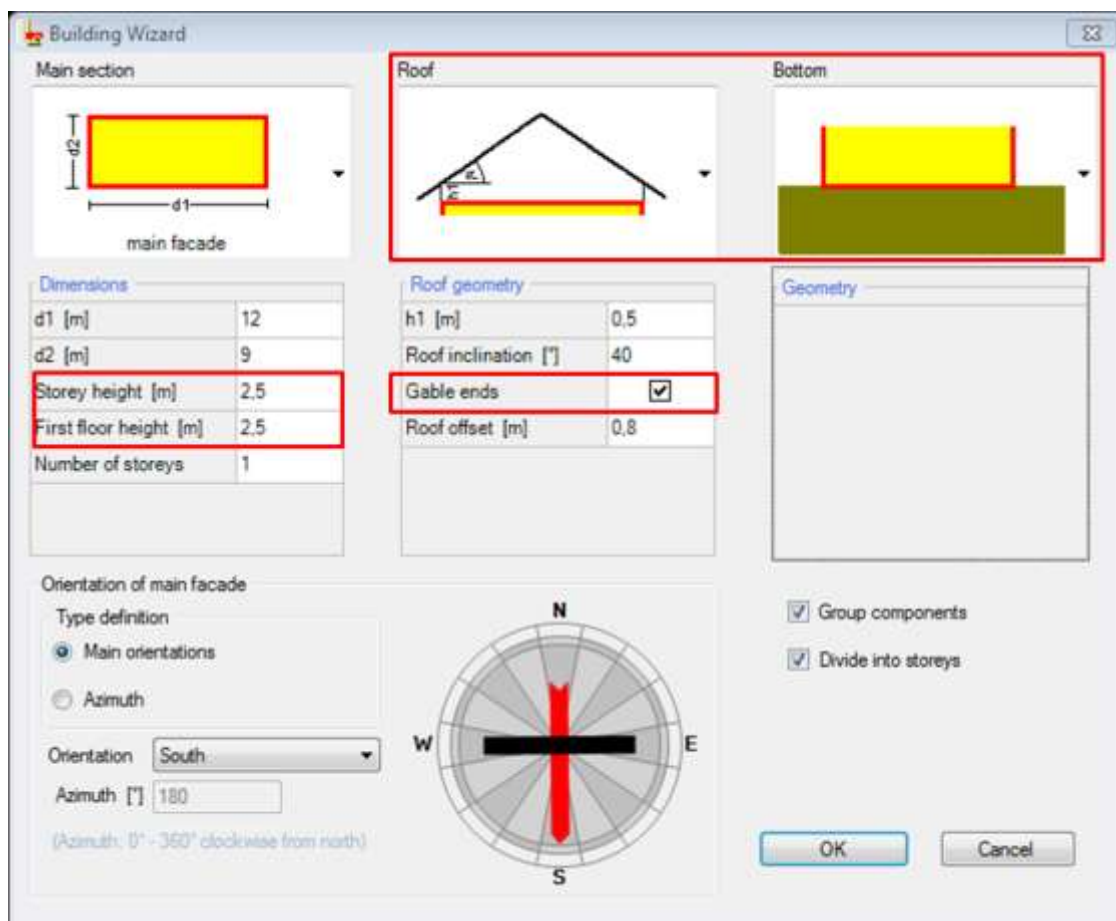 Building Wizard
Main section
Roof
Bottom
d2
d1
main facade
h1
Dimensions
d1 [m] 12
d2 [m] 9
Storey height [m] 2,5
First floor height [m] 2,5
Number of storeys 1
Roof geometry
h1 [m] 0,5
Roof inclination [°] 40
Gable ends
Roof offset [m] 0,8
Geometry
Orientation of main facade
Type definition
Main orientations
Azimuth
Orientation South
Azimuth [°] 180
(Azimuth: 0° - 360° clockwise from north)
N
W
E
S
Group components
Divide into storeys
OK
Cancel